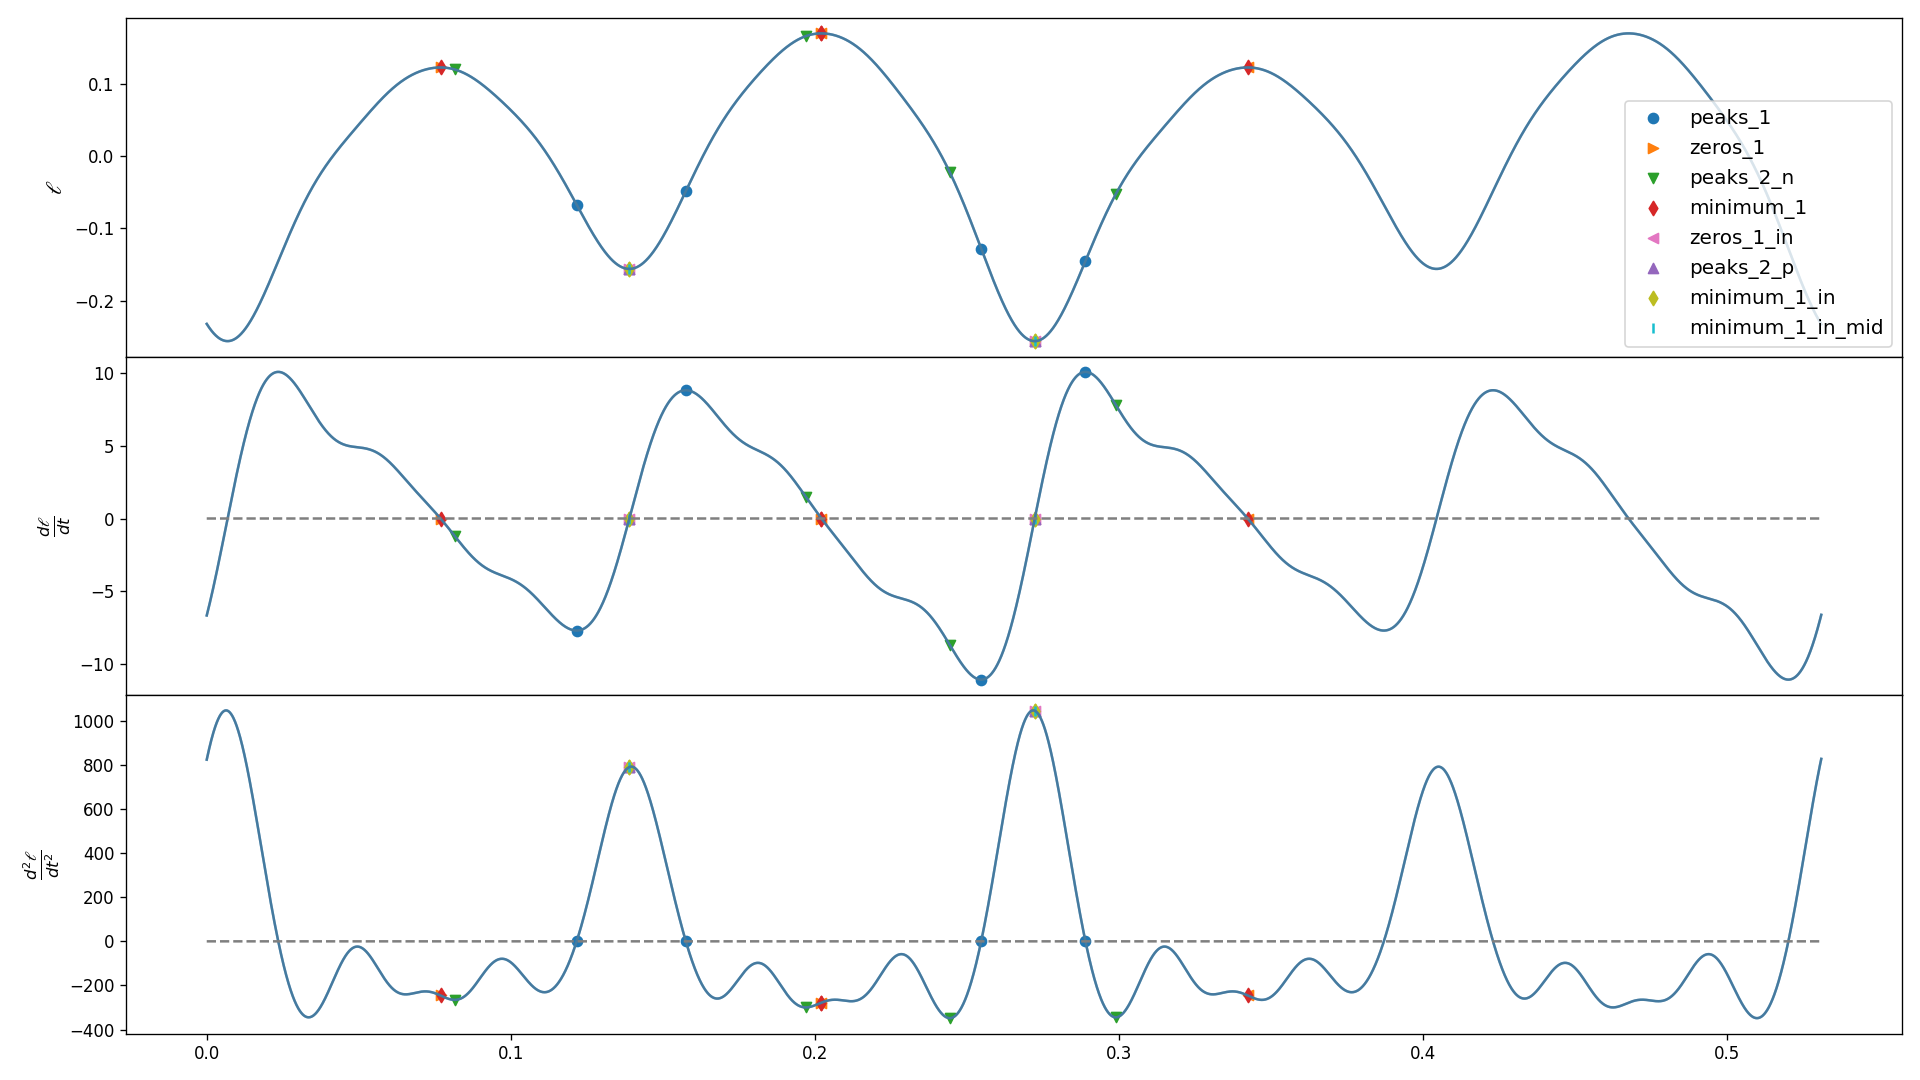 0.1
0.0
−0.1
−0.2
ℓ
peaks_1
zeros_1
peaks_2_n
minimum_1
zeros_1_in
peaks_2_p
minimum_1_in
minimum_1_in_mid
10
5
0
−5
−10
dℓ
dt
1000
800
600
400
200
0
−200
−400
d²ℓ
dt²
0.0 0.1 0.2 0.3 0.4 0.5